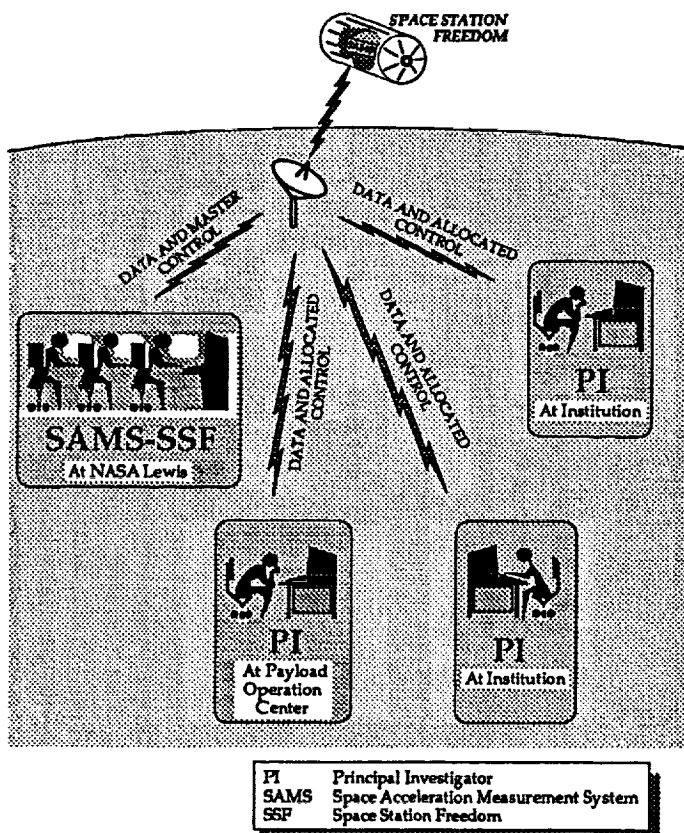 SPACE STATION
FREEDOM
DATA AND MASTER
CONTROL
DATA AND ALLOCATED
CONTROL
DATA AND ALLOCATED
CONTROL
DATA AND ALLOCATED
CONTROL
PI
At Institution
SAMS-SSF
At NASA Lewis
PI
At Payload
Operation
Center
PI
At Institution
PI Principal Investigator
SAMS Space Acceleration Measurement System
SSF Space Station Freedom